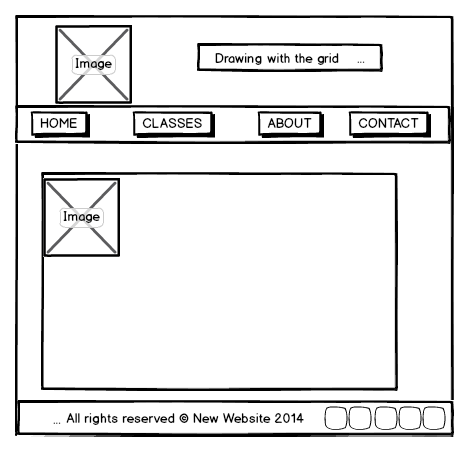 Image
Drawing with the grid ...
HOME CLASSES ABOUT CONTACT
Image
... All rights reserved © New Website 2014